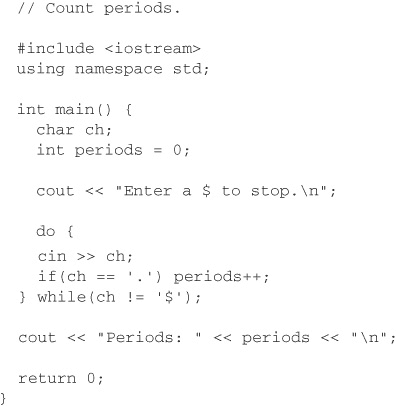 // Count periods.
#include <iostream>
using namespace std;
int main() {
char ch;
int periods = 0;
cout << "Enter a $ to stop.\n";
do {
cin >> ch;
if(ch == '.') periods++;
} while(ch != '$');
cout << "Periods: " << periods << "\n";
return 0;
}